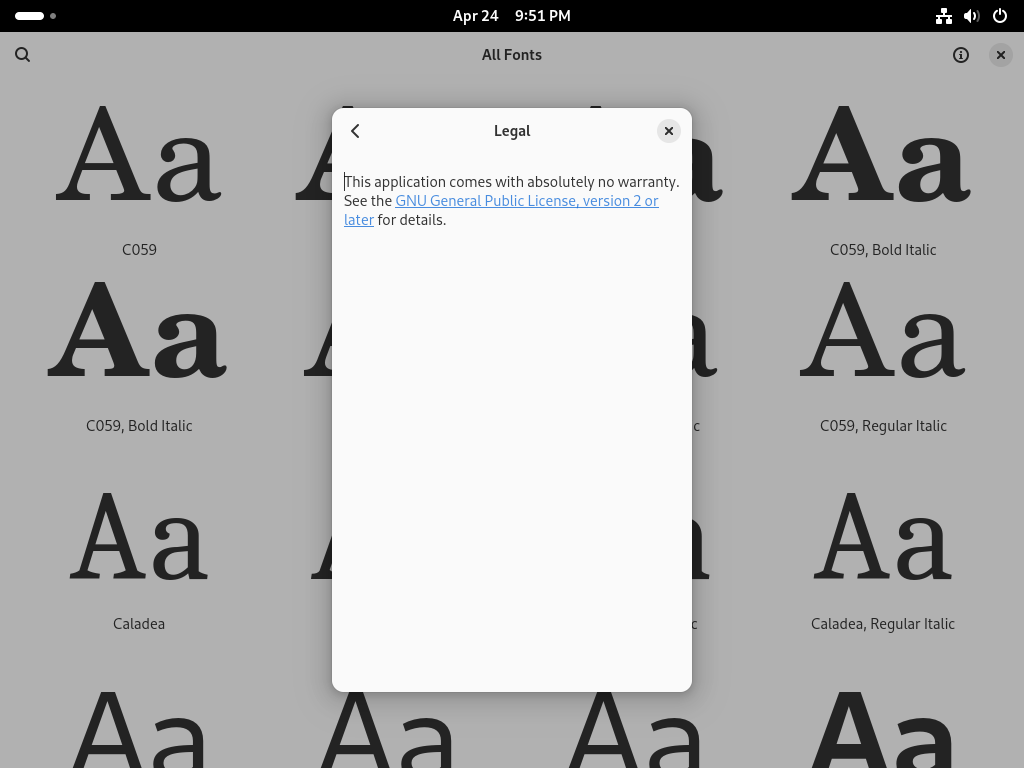 Apr 24 9:51 PM
All Fonts
Legal
This application comes with absolutely no warranty.
See the GNU General Public License, version 2 or
later for details.
Aa
a
Aa
C059
C059, Bold Italic
Aa
a
Aa
C059, Bold Italic
c
C059, Regular Italic
Aa
Aa
Caladea
c
Caladea, Regular Italic
Aa
Aa
Aa
Aa